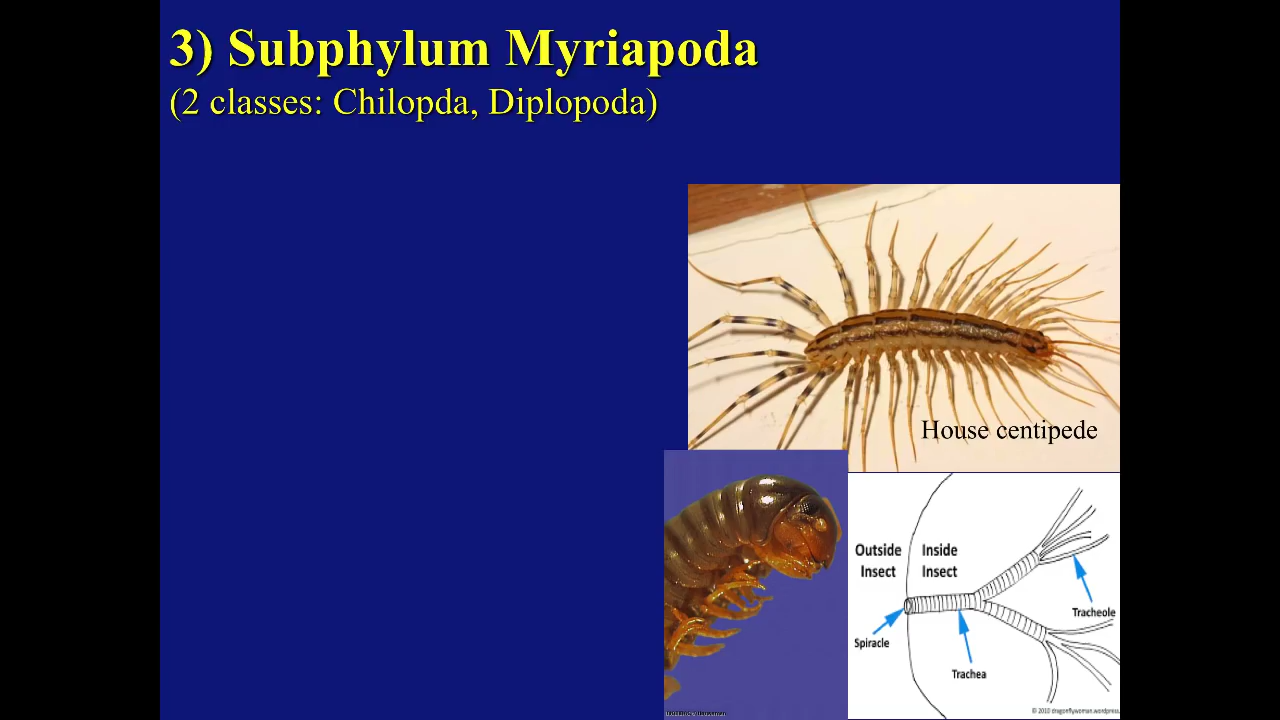 3) Subphylum Myriapoda
(2 classes: Chilopda, Diplopoda)
House centipede
Outside Insect
Inside Insect
Tracheole
Spiracle
Trachea
© 2010 dragonflywoman.wordpress.